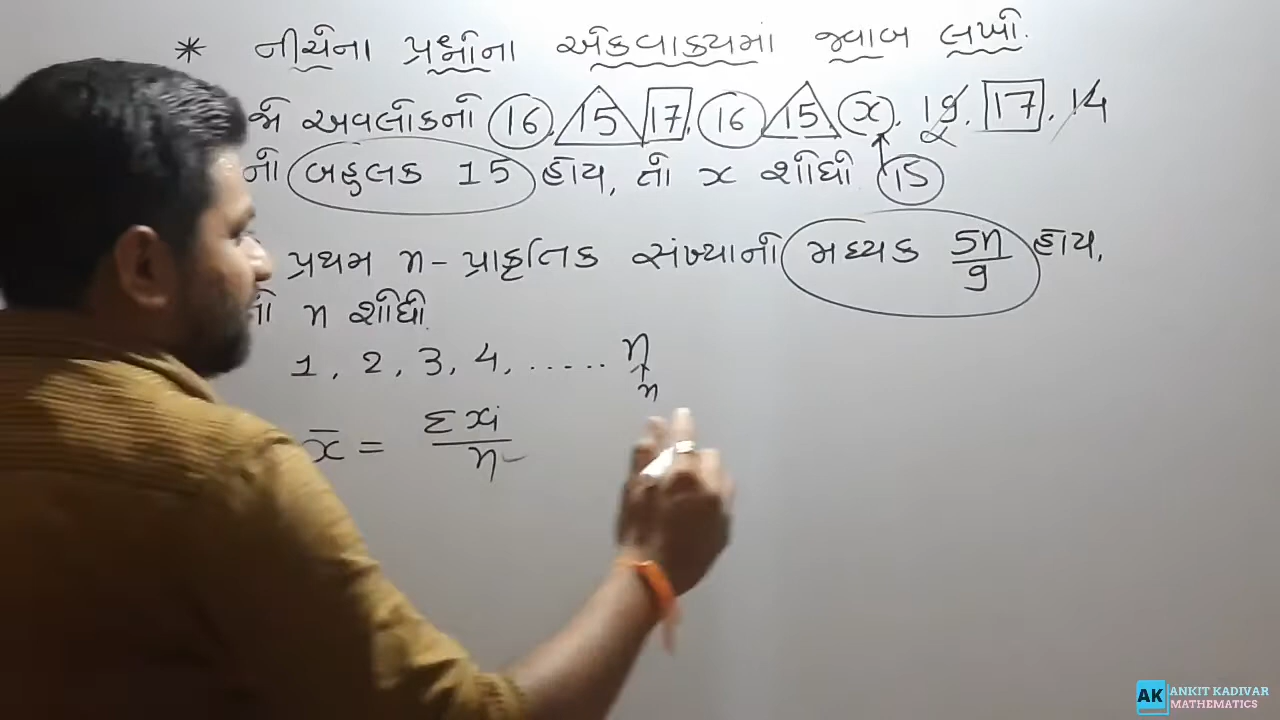 * નીચેના પ્રશ્નોના એકવાક્યમાં જવાબ લખો.
જો અવલોકનો 16, 15, 17, 16, 15, x, 19, 17, 14
નો બહુલક 15 હોય, તો x શોધો 15
પ્રથમ n - પ્રાકૃતિક સંખ્યાનો મધ્યક 5n/9 હોય,
તો n શોધો
1, 2, 3, 4, ..... n
n
x̄ = Σxi/n
AK ANKIT KADIVAR
MATHEMATICS